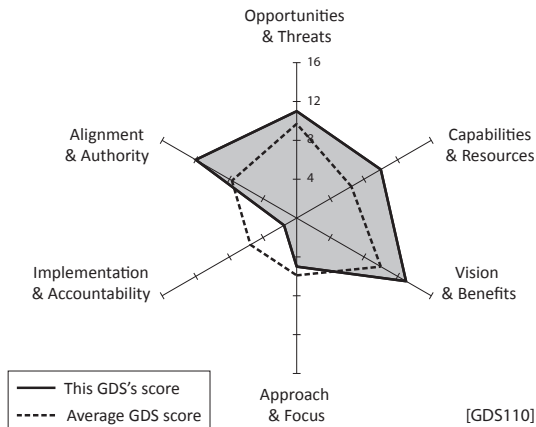 Opportunities
& Threats
16
12
8
4
Alignment
& Authority
Capabilities
& Resources
Implementation
& Accountability
Vision
& Benefits
This GDS's score
Average GDS score
Approach
& Focus
[GDS110]